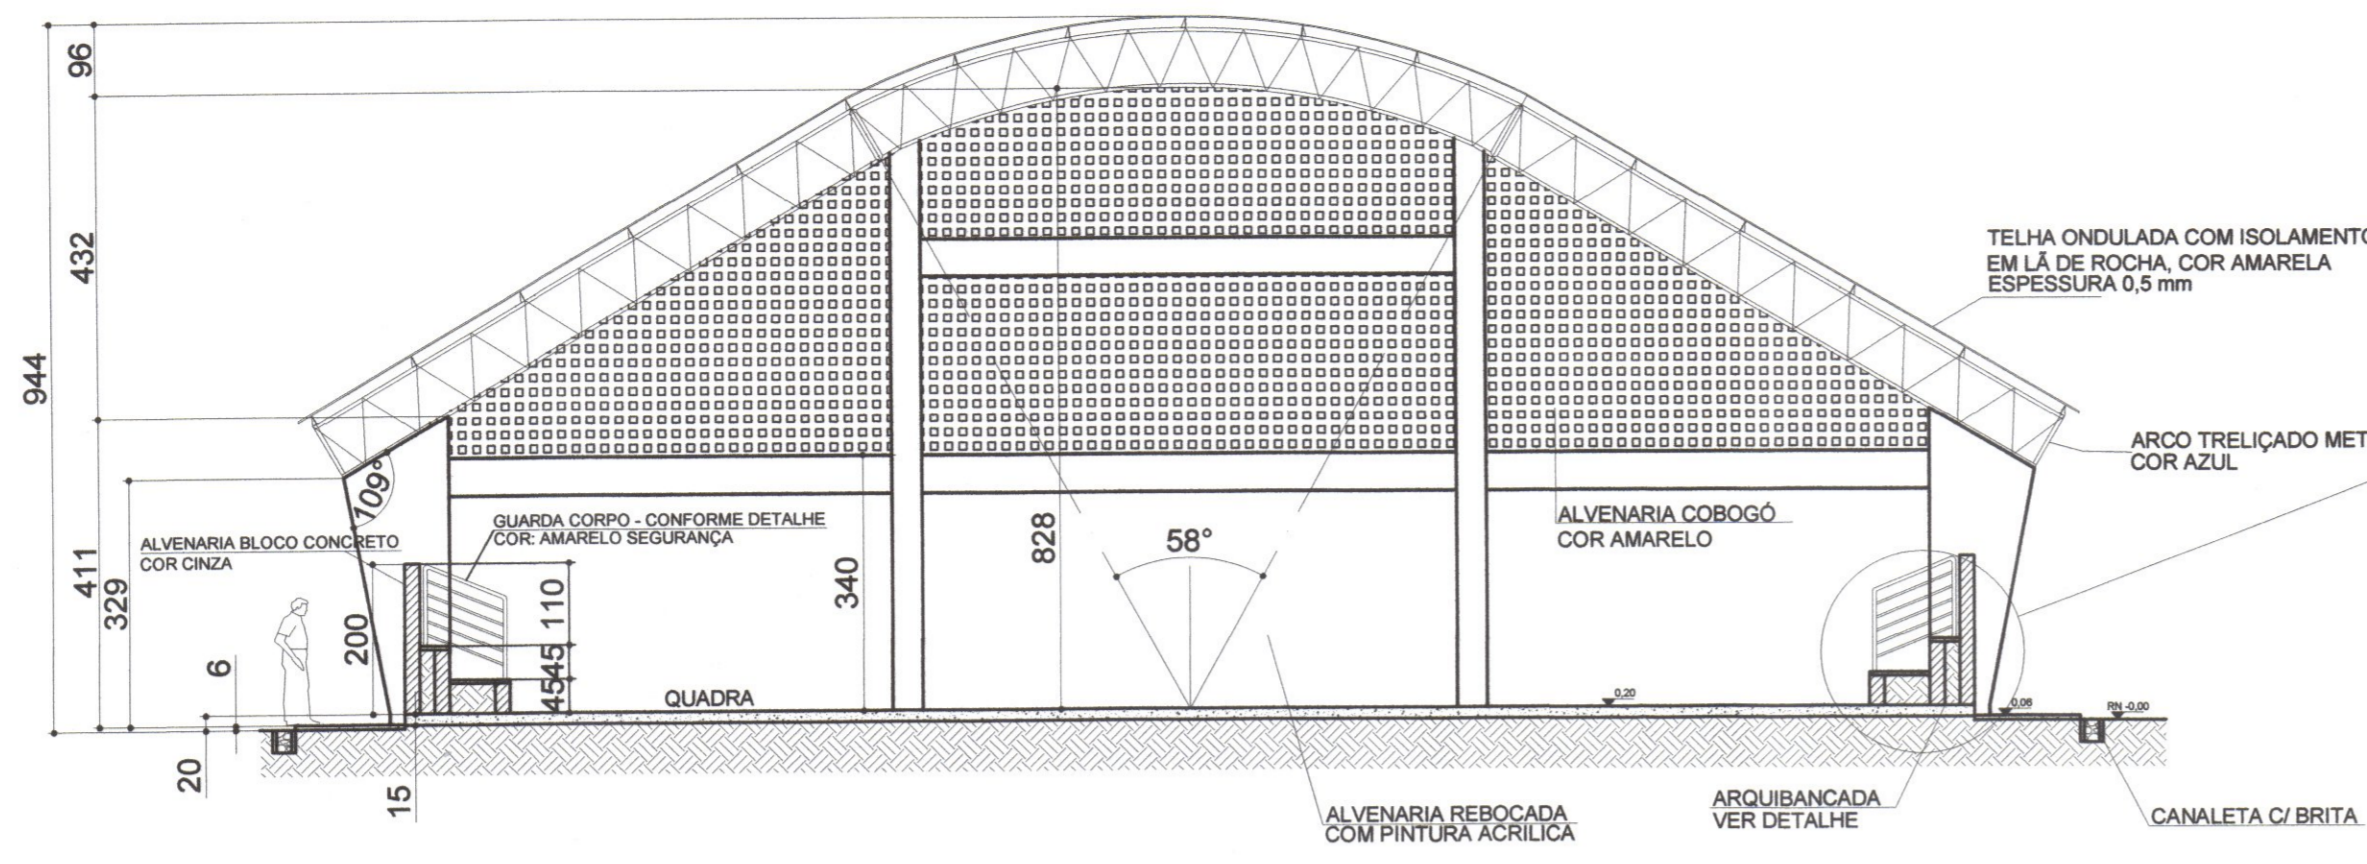 96
432
944
411
329
6
20
15
109°
ALVENARIA BLOCO CONCRETO
COR CINZA
GUARDA CORPO - CONFORME DETALHE
COR: AMARELO SEGURANÇA
200
110
45
45
QUADRA
340
828
58°
ALVENARIA COBOGÓ
COR AMARELO
TELHA ONDULADA COM ISOLAMENTO
EM LÃ DE ROCHA, COR AMARELA
ESPESSURA 0,5 mm
ARCO TRELIÇADO MET
COR AZUL
0,20
0,06
RN -0,00
ALVENARIA REBOCADA
COM PINTURA ACRILICA
ARQUIBANCADA
VER DETALHE
CANALETA C/ BRITA